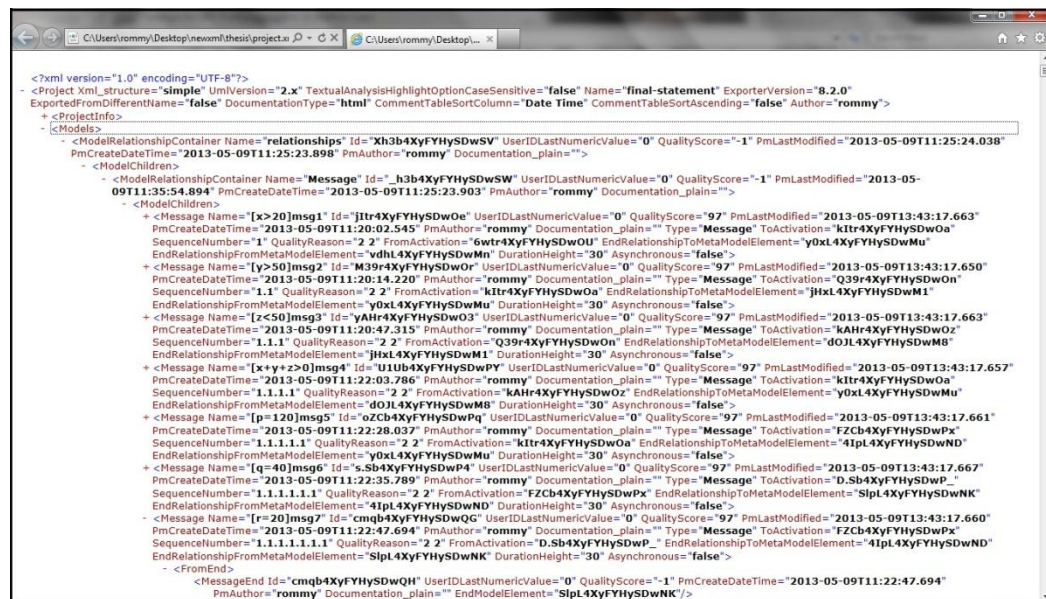 C:\Users\rommy\Desktop\newxml\thesis\project.x C:\Users\rommy\Desktop\...
<?xml version="1.0" encoding="UTF-8"?>
- <Project Xml_structure="simple" UmlVersion="2.x" TextualAnalysisHighlightOptionCaseSensitive="false" Name="final-statement" ExporterVersion="8.2.0"
ExportedFromDifferentName="false" DocumentationType="html" CommentTableSortColumn="Date Time" CommentTableSortAscending="false" Author="rommy">
+ <ProjectInfo>
- <Models>
- <ModelRelationshipContainer Name="relationships" Id="Xh3b4XyFYHySDwSV" UserIDLastNumericValue="0" QualityScore="-1" PmLastModified="2013-05-09T11:25:24.038"
PmCreateDateTime="2013-05-09T11:25:23.898" PmAuthor="rommy" Documentation_plain="">
- <ModelChildren>
- <ModelRelationshipContainer Name="Message" Id="_h3b4XyFYHySDwSW" UserIDLastNumericValue="0" QualityScore="-1" PmLastModified="2013-05-
09T11:35:54.894" PmCreateDateTime="2013-05-09T11:25:23.903" PmAuthor="rommy" Documentation_plain="">
- <ModelChildren>
+ <Message Name="[x>20]msg1" Id="jItr4XyFYHySDwOe" UserIDLastNumericValue="0" QualityScore="97" PmLastModified="2013-05-09T13:43:17.663"
PmCreateDateTime="2013-05-09T11:20:02.545" PmAuthor="rommy" Documentation_plain="" Type="Message" ToActivation="kItr4XyFYHySDwOa"
SequenceNumber="1" QualityReason="2 2" FromActivation="6wtr4XyFYHySDwOU" EndRelationshipToMetaModelElement="y0xL4XyFYHySDwMu"
EndRelationshipFromMetaModelElement="vdhL4XyFYHySDwMn" DurationHeight="30" Asynchronous="false">
+ <Message Name="[y>50]msg2" Id="M39r4XyFYHySDwOr" UserIDLastNumericValue="0" QualityScore="97" PmLastModified="2013-05-09T13:43:17.650"
PmCreateDateTime="2013-05-09T11:20:14.220" PmAuthor="rommy" Documentation_plain="" Type="Message" ToActivation="Q39r4XyFYHySDwOn"
SequenceNumber="1.1" QualityReason="2 2" FromActivation="kItr4XyFYHySDwOa" EndRelationshipToMetaModelElement="jHxL4XyFYHySDwM1"
EndRelationshipFromMetaModelElement="y0xL4XyFYHySDwMu" DurationHeight="30" Asynchronous="false">
+ <Message Name="[z<50]msg3" Id="yAHr4XyFYHySDwO3" UserIDLastNumericValue="0" QualityScore="97" PmLastModified="2013-05-09T13:43:17.663"
PmCreateDateTime="2013-05-09T11:20:47.315" PmAuthor="rommy" Documentation_plain="" Type="Message" ToActivation="kAHr4XyFYHySDwOz"
SequenceNumber="1.1.1" QualityReason="2 2" FromActivation="Q39r4XyFYHySDwOn" EndRelationshipToMetaModelElement="dOJL4XyFYHySDwM8"
EndRelationshipFromMetaModelElement="jHxL4XyFYHySDwM1" DurationHeight="30" Asynchronous="false">
+ <Message Name="[x+y+z>0]msg4" Id="U1Ub4XyFYHySDwPY" UserIDLastNumericValue="0" QualityScore="97" PmLastModified="2013-05-09T13:43:17.657"
PmCreateDateTime="2013-05-09T11:22:03.786" PmAuthor="rommy" Documentation_plain="" Type="Message" ToActivation="kItr4XyFYHySDwOa"
SequenceNumber="1.1.1.1" QualityReason="2 2" FromActivation="kAHr4XyFYHySDwOz" EndRelationshipToMetaModelElement="y0xL4XyFYHySDwMu"
EndRelationshipFromMetaModelElement="dOJL4XyFYHySDwM8" DurationHeight="30" Asynchronous="false">
+ <Message Name="[p=120]msq5" Id="oZCb4XyFYHySDwPq" UserIDLastNumericValue="0" QualityScore="97" PmLastModified="2013-05-09T13:43:17.661"
PmCreateDateTime="2013-05-09T11:22:28.037" PmAuthor="rommy" Documentation_plain="" Type="Message" ToActivation="FZCb4XyFYHySDwPx"
SequenceNumber="1.1.1.1.1" QualityReason="2 2" FromActivation="kItr4XyFYHySDwOa" EndRelationshipToMetaModelElement="4IpL4XyFYHySDwND"
EndRelationshipFromMetaModelElement="y0xL4XyFYHySDwMu" DurationHeight="30" Asynchronous="false">
+ <Message Name="[q=40]msg6" Id="s.Sb4XyFYHySDwP4" UserIDLastNumericValue="0" QualityScore="97" PmLastModified="2013-05-09T13:43:17.667"
PmCreateDateTime="2013-05-09T11:22:35.789" PmAuthor="rommy" Documentation_plain="" Type="Message" ToActivation="D.Sb4XyFYHySDwP_"
SequenceNumber="1.1.1.1.1.1" QualityReason="2 2" FromActivation="FZCb4XyFYHySDwPx" EndRelationshipToMetaModelElement="SlpL4XyFYHySDwNK"
EndRelationshipFromMetaModelElement="4IpL4XyFYHySDwND" DurationHeight="30" Asynchronous="false">
- <Message Name="[r=20]msg7" Id="cmqb4XyFYHySDwQG" UserIDLastNumericValue="0" QualityScore="97" PmLastModified="2013-05-09T13:43:17.660"
PmCreateDateTime="2013-05-09T11:22:47.694" PmAuthor="rommy" Documentation_plain="" Type="Message" ToActivation="FZCb4XyFYHySDwPx"
SequenceNumber="1.1.1.1.1.1.1" QualityReason="2 2" FromActivation="D.Sb4XyFYHySDwP_" EndRelationshipToMetaModelElement="4IpL4XyFYHySDwND"
EndRelationshipFromMetaModelElement="SlpL4XyFYHySDwNK" DurationHeight="30" Asynchronous="false">
- <FromEnd>
<MessageEnd Id="cmqb4XyFYHySDwQH" UserIDLastNumericValue="0" QualityScore="-1" PmCreateDateTime="2013-05-09T11:22:47.694"
PmAuthor="rommy" Documentation_plain="" EndModelElement="SlpL4XyFYHySDwNK"/>